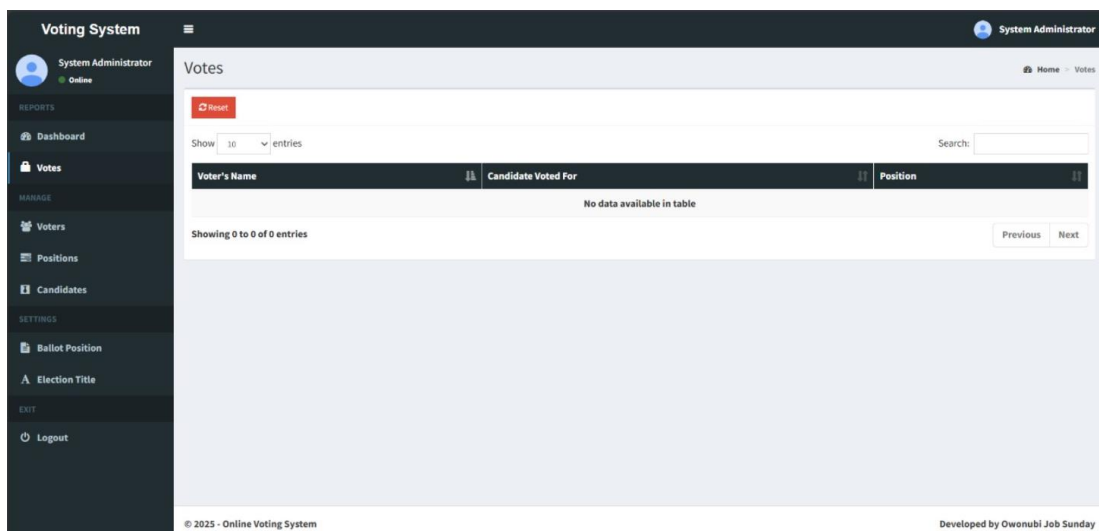 Voting System
System Administrator
System Administrator
Online
REPORTS
Dashboard
Votes
MANAGE
Voters
Positions
Candidates
SETTINGS
Ballot Position
Election Title
EXIT
Logout
Votes
Home > Votes
Reset
Show 10 entries
Search:
Voter's Name Candidate Voted For Position
No data available in table
Showing 0 to 0 of 0 entries
Previous Next
© 2025 - Online Voting System
Developed by Owonubi Job Sunday